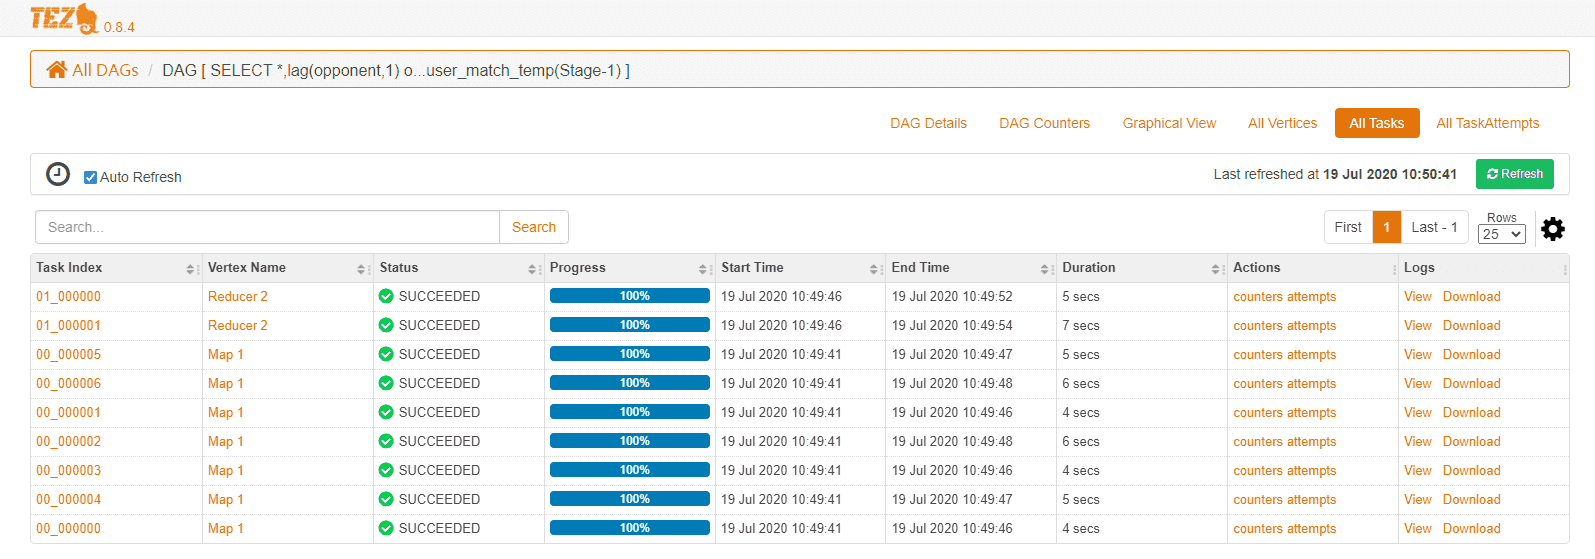 TEZ 0.8.4
All DAGs / DAG [ SELECT *,lag(opponent,1) o...user_match_temp(Stage-1) ]
DAG Details DAG Counters Graphical View All Vertices All Tasks All TaskAttempts
Auto Refresh Last refreshed at 19 Jul 2020 10:50:41 Refresh
Search... Search First 1 Last - 1 Rows 25
Task Index Vertex Name Status Progress Start Time End Time Duration Actions Logs
01_000000 Reducer 2 SUCCEEDED 100% 19 Jul 2020 10:49:46 19 Jul 2020 10:49:52 5 secs counters attempts View Download
01_000001 Reducer 2 SUCCEEDED 100% 19 Jul 2020 10:49:46 19 Jul 2020 10:49:54 7 secs counters attempts View Download
00_000005 Map 1 SUCCEEDED 100% 19 Jul 2020 10:49:41 19 Jul 2020 10:49:47 5 secs counters attempts View Download
00_000006 Map 1 SUCCEEDED 100% 19 Jul 2020 10:49:41 19 Jul 2020 10:49:48 6 secs counters attempts View Download
00_000001 Map 1 SUCCEEDED 100% 19 Jul 2020 10:49:41 19 Jul 2020 10:49:46 4 secs counters attempts View Download
00_000002 Map 1 SUCCEEDED 100% 19 Jul 2020 10:49:41 19 Jul 2020 10:49:48 6 secs counters attempts View Download
00_000003 Map 1 SUCCEEDED 100% 19 Jul 2020 10:49:41 19 Jul 2020 10:49:46 4 secs counters attempts View Download
00_000004 Map 1 SUCCEEDED 100% 19 Jul 2020 10:49:41 19 Jul 2020 10:49:47 5 secs counters attempts View Download
00_000000 Map 1 SUCCEEDED 100% 19 Jul 2020 10:49:41 19 Jul 2020 10:49:46 4 secs counters attempts View Download